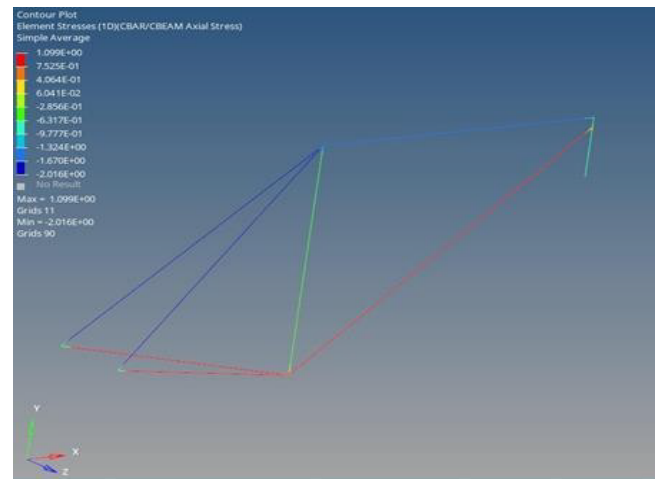 Contour Plot
Element Stresses (1D)(CBAR/CBEAM Axial Stress)
Simple Average
1.099E+00
7.525E-01
4.064E-01
6.041E-02
-2.856E-01
-6.317E-01
-9.777E-01
-1.324E+00
-1.670E+00
-2.016E+00
No Result
Max = 1.099E+00
Grids 11
Min = -2.016E+00
Grids 90
Y
X
Z